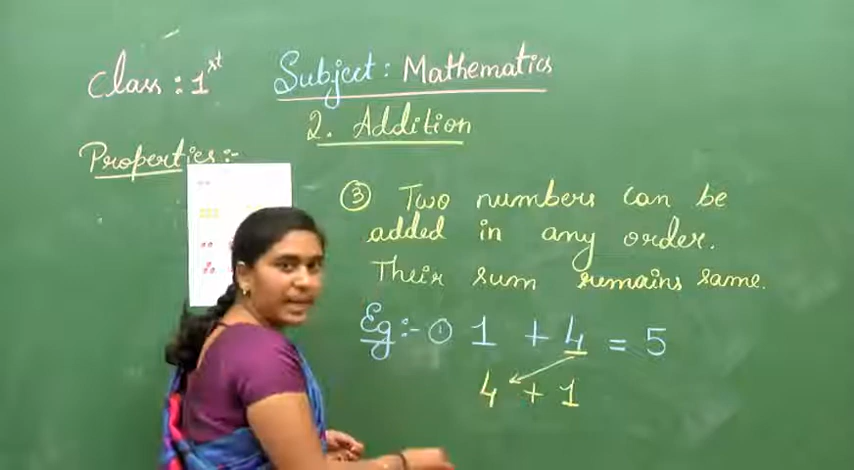 Class : 1st
Subject : Mathematics
2. Addition
Properties :-
③ Two numbers can be
added in any order.
Their sum remains same.
Eg :- ① 1 + 4 = 5
4 + 1